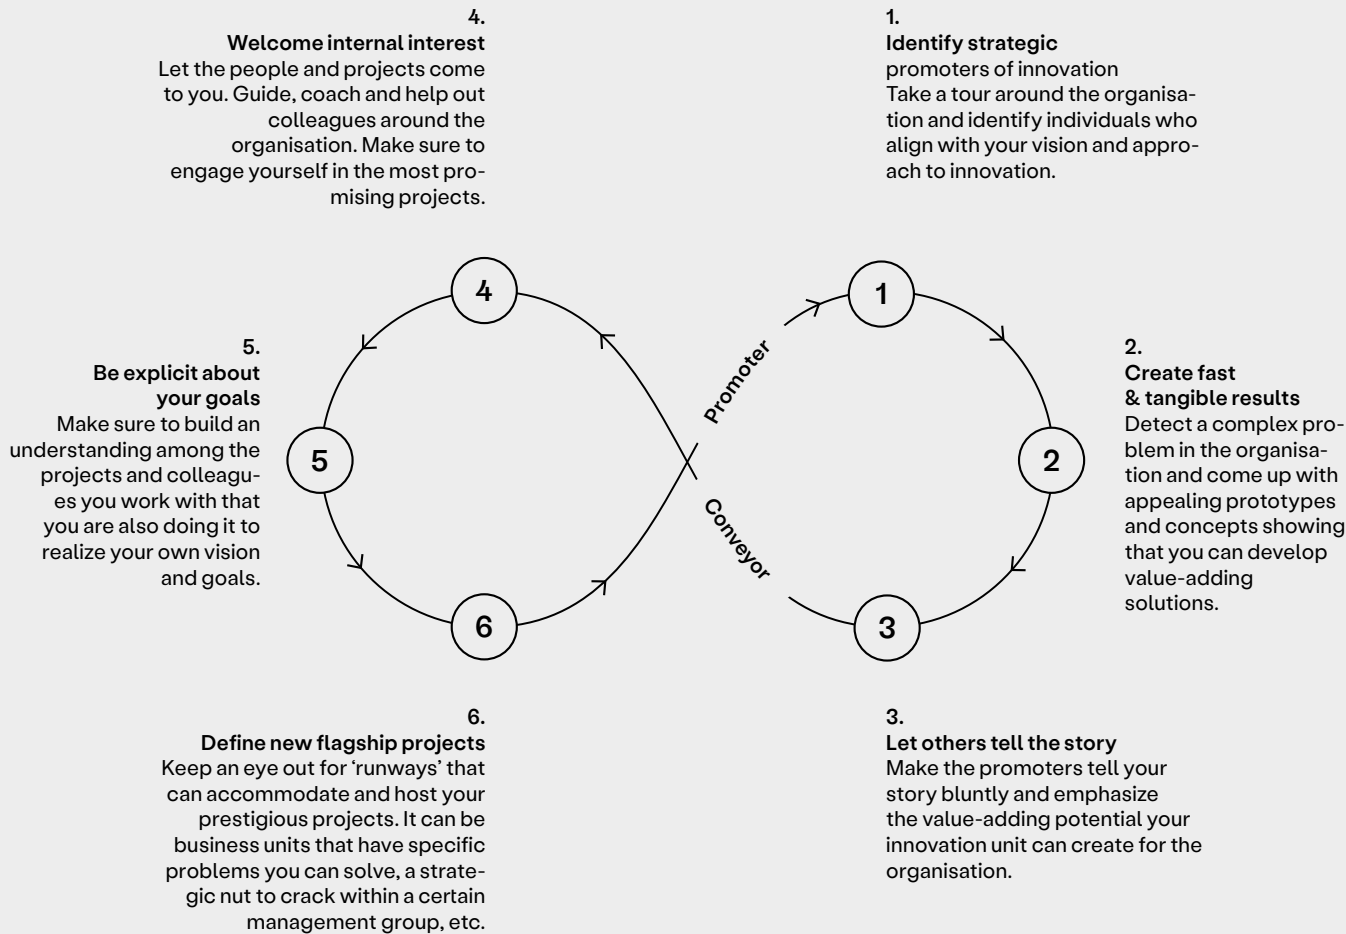 1.
Identify strategic
promoters of innovation
Take a tour around the organisa-
tion and identify individuals who
align with your vision and appro-
ach to innovation.
2.
Create fast
& tangible results
Detect a complex pro-
blem in the organisa-
tion and come up with
appealing prototypes
and concepts showing
that you can develop
value-adding
solutions.
3.
Let others tell the story
Make the promoters tell your
story bluntly and emphasize
the value-adding potential your
innovation unit can create for the
organisation.
4.
Welcome internal interest
Let the people and projects come
to you. Guide, coach and help out
colleagues around the
organisation. Make sure to
engage yourself in the most pro-
mising projects.
5.
Be explicit about
your goals
Make sure to build an
understanding among the
projects and colleagu-
es you work with that
you are also doing it to
realize your own vision
and goals.
6.
Define new flagship projects
Keep an eye out for ‘runways’ that
can accommodate and host your
prestigious projects. It can be
business units that have specific
problems you can solve, a strate-
gic nut to crack within a certain
management group, etc.
Promoter
Conveyor
1
2
3
4
5
6